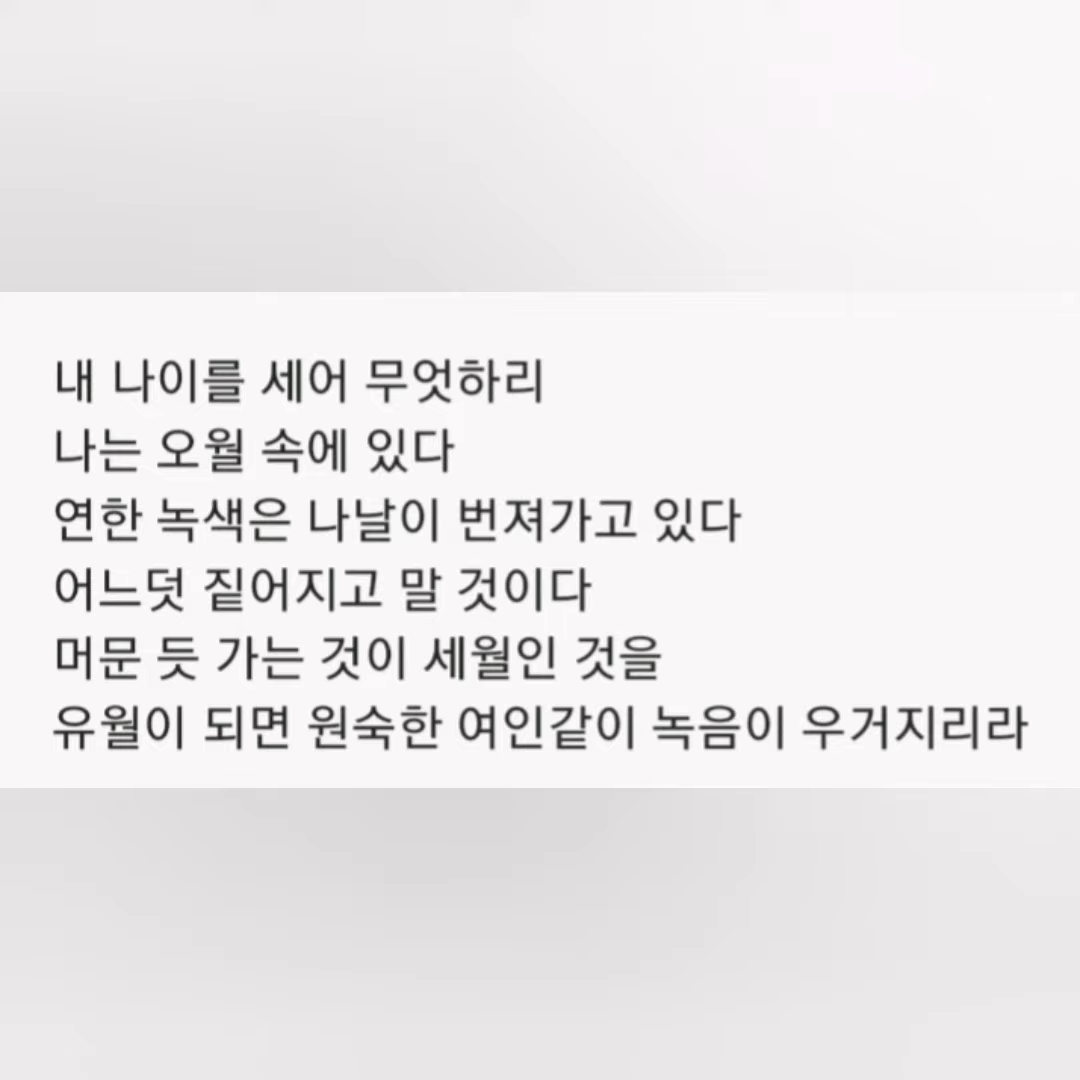 내 나이를 세어 무엇하리
나는 오월 속에 있다
연한 녹색은 나날이 번져가고 있다
어느덧 짙어지고 말 것이다
머문 듯 가는 것이 세월인 것을
유월이 되면 원숙한 여인같이 녹음이 우거지리라